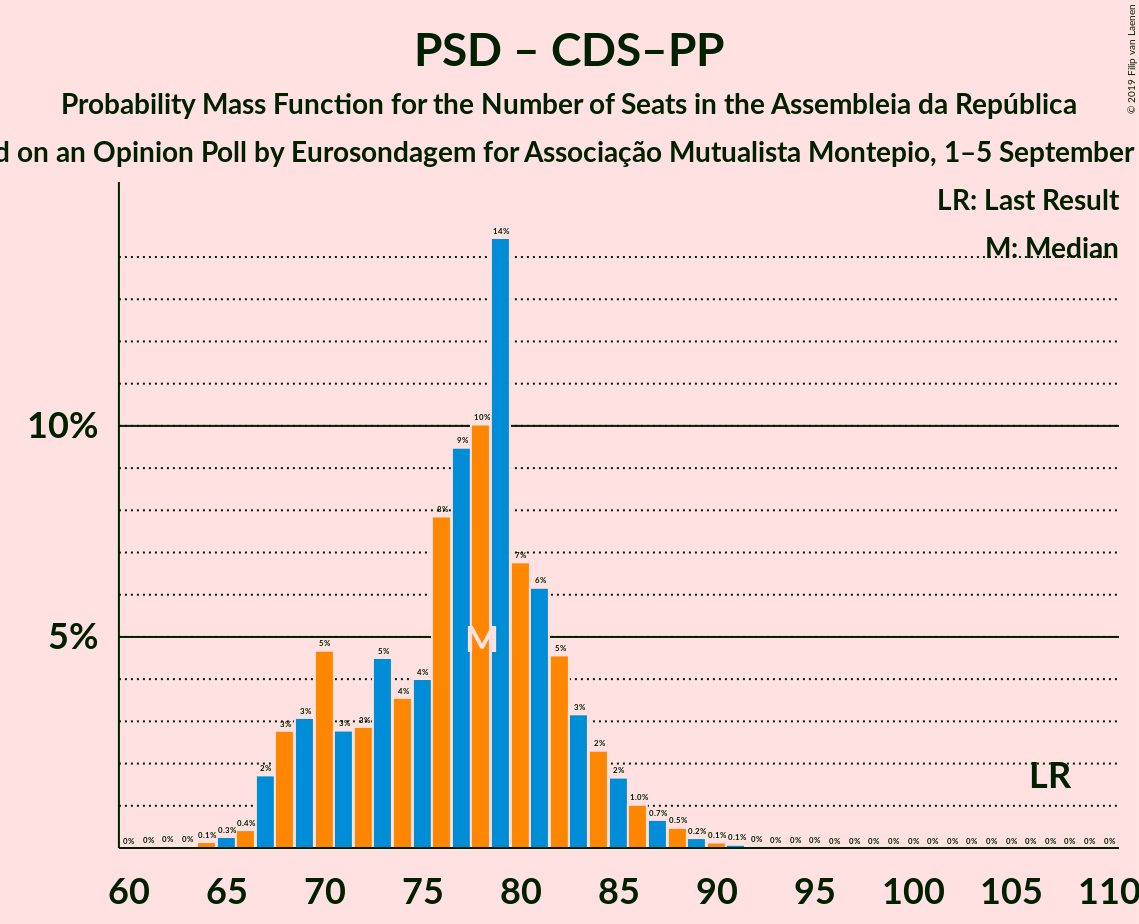 PSD – CDS–PP
Probability Mass Function for the Number of Seats in the Assembleia da República
d on an Opinion Poll by Eurosondagem for Associação Mutualista Montepio, 1–5 September
© 2019 Filip van Laenen
LR: Last Result
M: Median
10%
5%
0% 0% 0% 0% 0.1% 0.3% 0.4% 2% 3% 3% 5% 3% 3% 5% 4% 4% 8% 9% 10% 14% 7% 6% 5% 3% 2% 2% 1.0% 0.7% 0.5% 0.2% 0.1% 0.1% 0% 0% 0% 0% 0% 0% 0% 0% 0% 0% 0% 0% 0% 0% 0% 0% 0% 0% 0%
M
LR
60 65 70 75 80 85 90 95 100 105 110